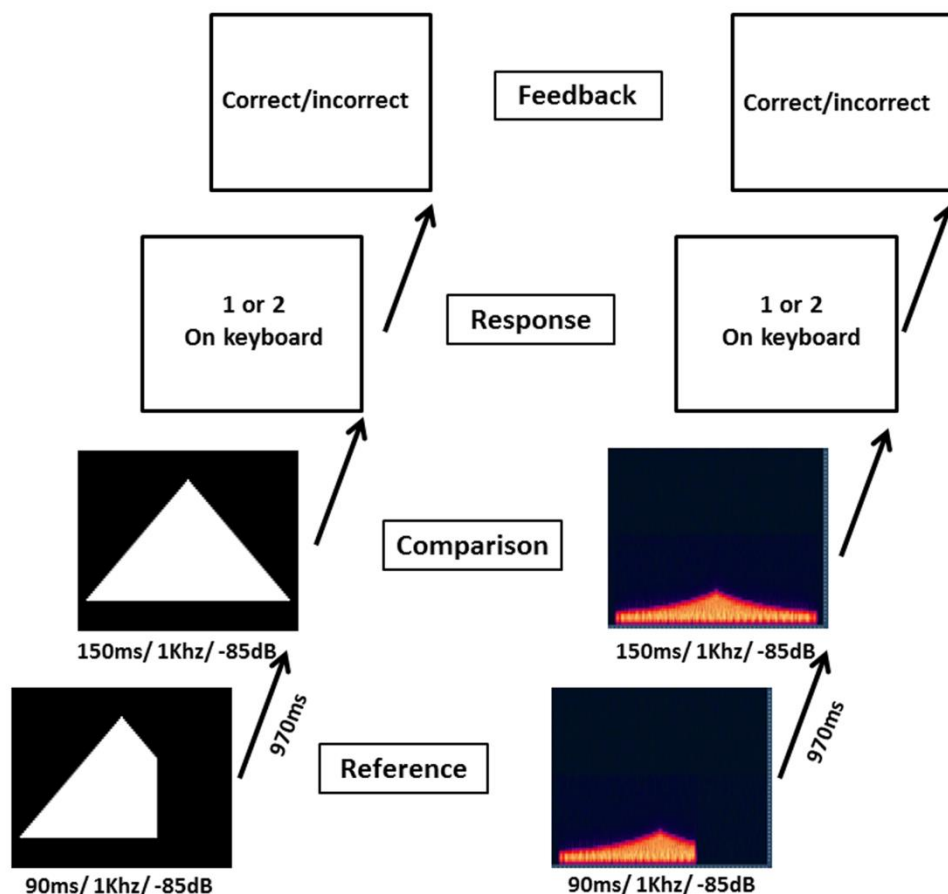 Correct/incorrect
Feedback
Correct/incorrect
1 or 2
On keyboard
Response
1 or 2
On keyboard
Comparison
150ms/ 1Khz/ -85dB
150ms/ 1Khz/ -85dB
970ms
970ms
Reference
90ms/ 1Khz/ -85dB
90ms/ 1Khz/ -85dB